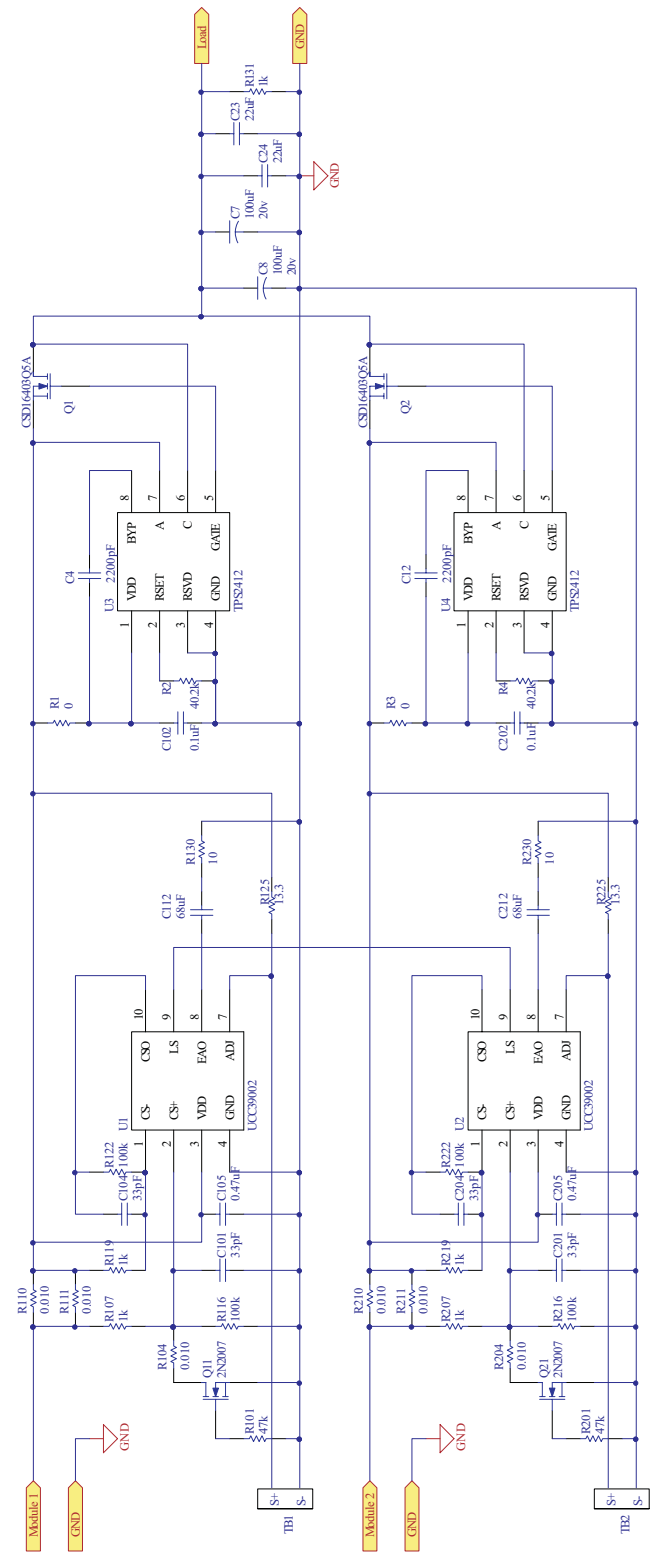 Load
GND
R131
1k
C23
22uF
C24
22uF
GND
C7
100uF
20v
C8
100uF
20v
CSD16403Q5A
Q1
CSD16403Q5A
Q2
C4
2200pF
U3
VDD
RSET
RSVD
GND
BYP
A
C
GATE
1
2
3
4
8
7
6
5
TPS2412
R1
0
R2
40.2k
C102
0.1uF
C12
2200pF
U4
VDD
RSET
RSVD
GND
BYP
A
C
GATE
1
2
3
4
8
7
6
5
TPS2412
R3
0
R4
40.2k
C202
0.1uF
R130
10
C112
68uF
R125
13.3
R230
10
C212
68uF
R225
13.3
U1
CS-
CS+
VDD
GND
CSO
LS
EAO
ADJ
1
2
3
4
10
9
8
7
UCC39002
U2
CS-
CS+
VDD
GND
CSO
LS
EAO
ADJ
1
2
3
4
10
9
8
7
UCC39002
R122
100k
C104
33pF
C105
0.47uF
R119
1k
C101
33pF
R110
0.010
R111
0.010
R107
1k
R116
100k
R104
0.010
Q11
2N2007
R101
47k
R222
100k
C204
33pF
C205
0.47uF
R219
1k
C201
33pF
R210
0.010
R211
0.010
R207
1k
R216
100k
R204
0.010
Q21
2N2007
R201
47k
Module 1
GND
GND
S+
S-
TB1
Module 2
GND
GND
S+
S-
TB2